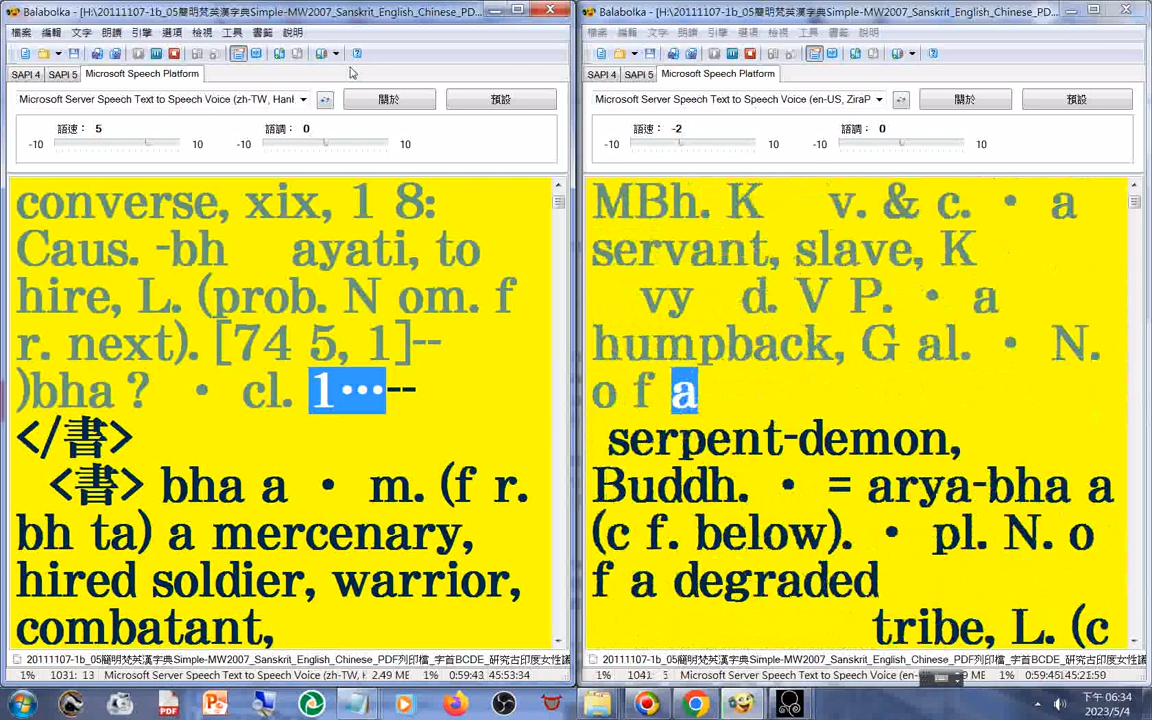 Balabolka - [H:\20111107-1b_05簡明梵英漢字典Simple-MW2007_Sanskrit_English_Chinese_PD...
檔案 編輯 文字 朗讀 引擎 選項 檢視 工具 書籤 說明
SAPI 4 SAPI 5 Microsoft Speech Platform
Microsoft Server Speech Text to Speech Voice (zh-TW, Hanl
關於
預設
語速: 5
語調: 0
-10 10 -10 10
converse, xix, 1 8:
Caus. -bh ayati, to
hire, L. (prob. N om. f
r. next). [74 5, 1]--
)bha ? • cl. 1…--
</書>
<書> bha a • m. (f r.
bh ta) a mercenary,
hired soldier, warrior,
combatant,
20111107-1b_05簡明梵英漢字典Simple-MW2007_Sanskrit_English_Chinese_PDF列印檔_字首BCDE_研究古印度女性議
1% 1031: 13 Microsoft Server Speech Text to Speech Voice (zh-TW, H 2.49 MB 1% 0:59:43 45:53:34
Balabolka - [H:\20111107-1b_05簡明梵英漢字典Simple-MW2007_Sanskrit_English_Chinese_PD...
檔案 編輯 文字 朗讀 引擎 選項 檢視 工具 書籤 說明
SAPI 4 SAPI 5 Microsoft Speech Platform
Microsoft Server Speech Text to Speech Voice (en-US, ZiraP
關於
預設
語速: -2
語調: 0
-10 10 -10 10
MBh. K v. & c. • a
servant, slave, K
vy d. V P. • a
humpback, G al. • N.
o f a
serpent-demon,
Buddh. • = arya-bha a
(c f. below). • pl. N. o
f a degraded
tribe, L. (c
20111107-1b_05簡明梵英漢字典Simple-MW2007_Sanskrit_English_Chinese_PDF列印檔_字首BCDE_研究古印度女性議
1% 1041: Microsoft Server Speech Text to Speech Voice (en-US, 1% 0:59:45
下午 06:34
2023/5/4